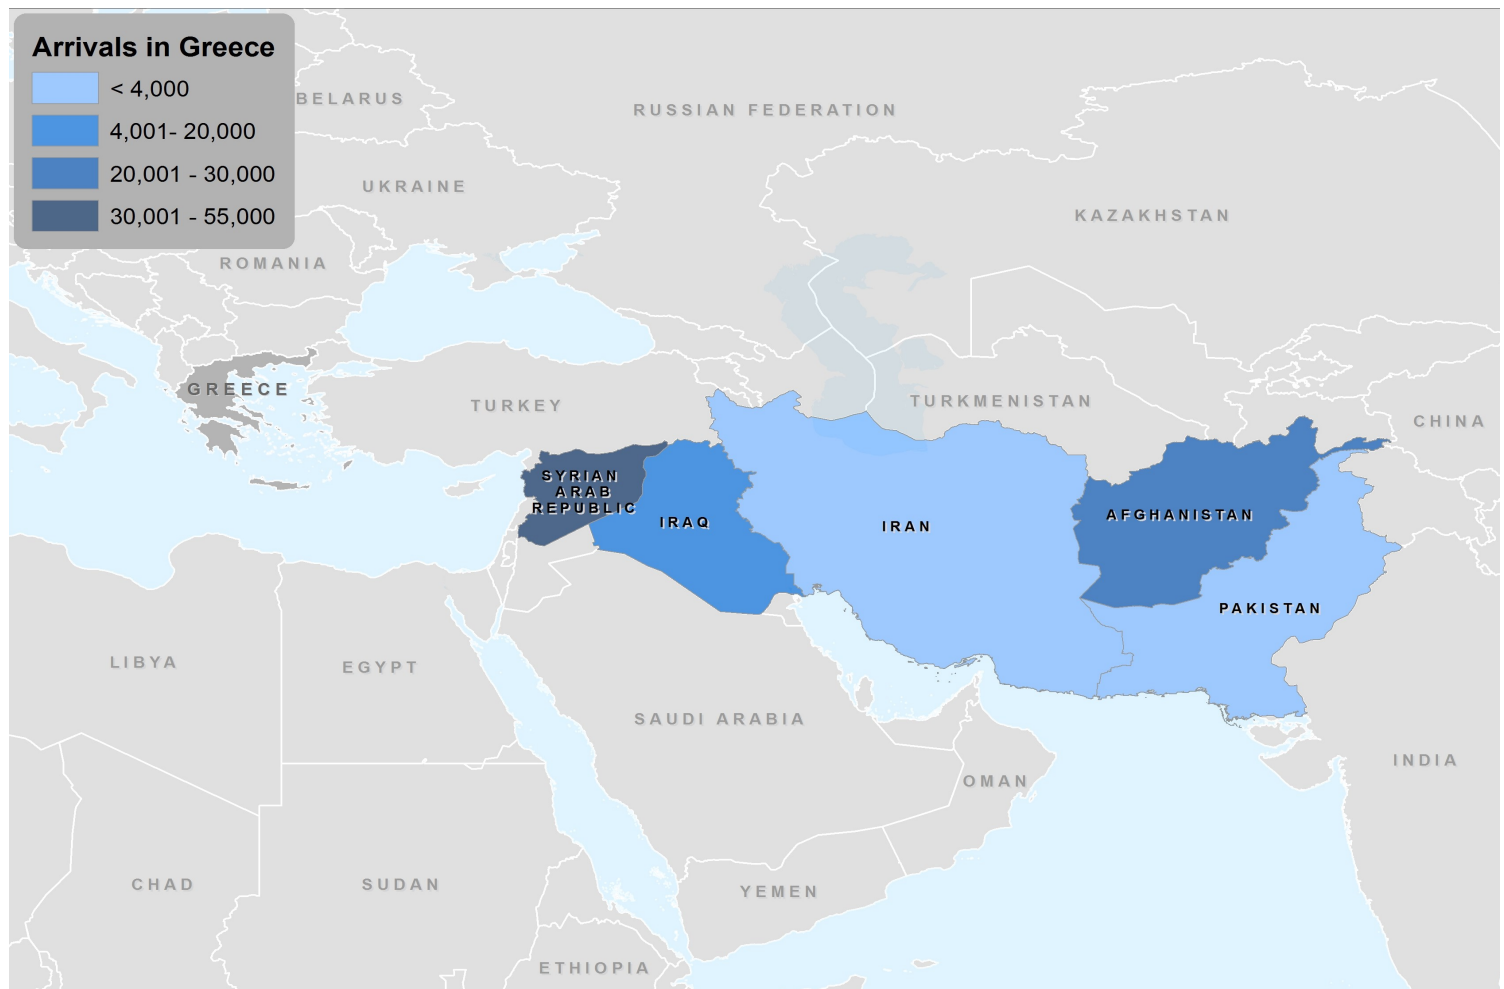 Arrivals in Greece
< 4,000
4,001- 20,000
20,001 - 30,000
30,001 - 55,000
BELARUS
RUSSIAN FEDERATION
UKRAINE
KAZAKHSTAN
ROMANIA
GREECE
TURKEY
TURKMENISTAN
CHINA
SYRIAN
ARAB
REPUBLIC
IRAQ
IRAN
AFGHANISTAN
PAKISTAN
LIBYA
EGYPT
SAUDI ARABIA
OMAN
INDIA
CHAD
SUDAN
YEMEN
ETHIOPIA